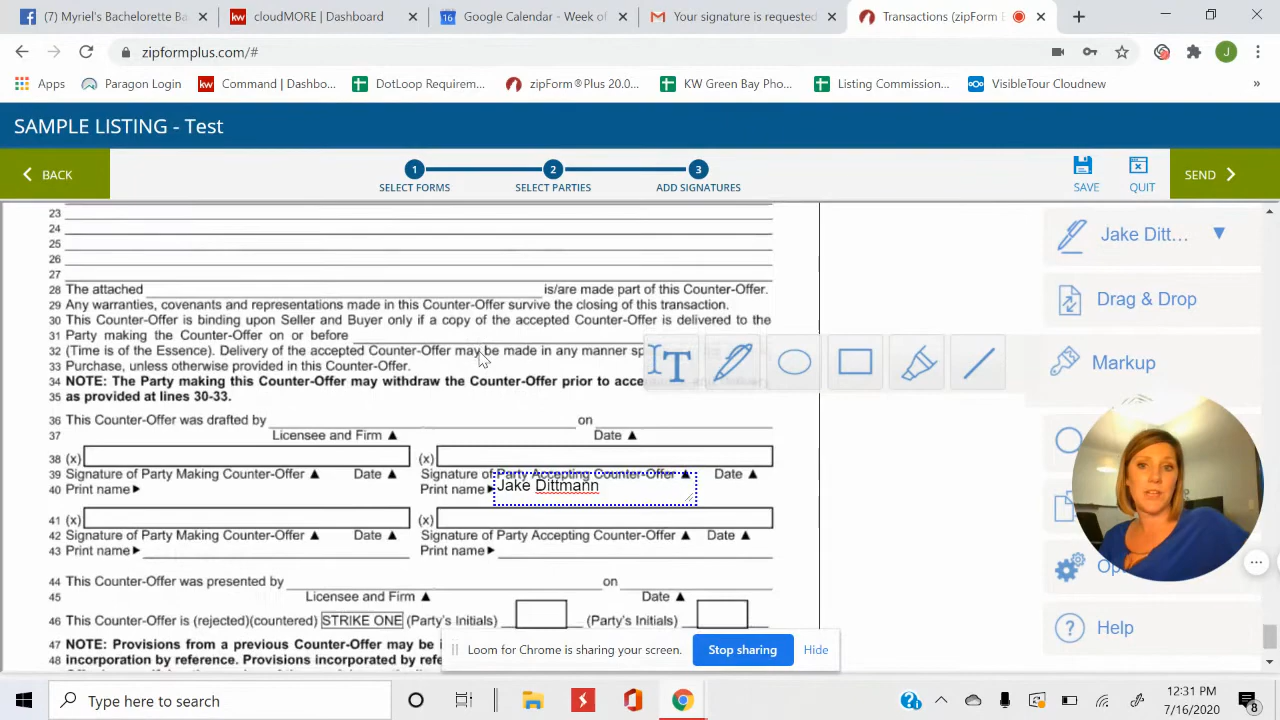 (7) Myriel's Blended Past
cloudMORE | Dashboard
Google Calendar - Week of
Your signature is requested
Transactions (zipForm
zipformplus.com/#
J
Apps
Paragon Login
Command | Dashbo...
DotLoop Requirem...
zipForm®Plus 20.0...
KW Green Bay Pho...
Listing Commission...
VisibleTour Cloudnew
»
SAMPLE LISTING - Test
BACK
1
2
3
SELECT FORMS
SELECT PARTIES
ADD SIGNATURES
SAVE
QUIT
SEND
23
24
25
26
27
28 The attached is/are made part of this Counter-Offer.
29 Any warranties, covenants and representations made in this Counter-Offer survive the closing of this transaction.
30 This Counter-Offer is binding upon Seller and Buyer only if a copy of the accepted Counter-Offer is delivered to the
31 Party making the Counter-Offer on or before
32 (Time is of the Essence). Delivery of the accepted Counter-Offer may be made in any manner
33 Purchase, unless otherwise provided in this Counter-Offer.
34 NOTE: The Party making this Counter-Offer may withdraw the Counter-Offer prior to
35 as provided at lines 30-33.
36 This Counter-Offer was drafted by on
37 Licensee and Firm ▲ Date ▲
38 (x) (x)
39 Signature of Party Making Counter-Offer ▲ Date ▲ Signature of Party Accepting Counter-Offer ▲ Date ▲
40 Print name ▶ Print name ▶ Jake Dittmann
41 (x) (x)
42 Signature of Party Making Counter-Offer ▲ Date ▲ Signature of Party Accepting Counter-Offer ▲ Date ▲
43 Print name ▶ Print name ▶
44 This Counter-Offer was presented by on
45 Licensee and Firm ▲ Date ▲
46 This Counter-Offer is (rejected)(countered) STRIKE ONE (Party's Initials) (Party's Initials)
47 NOTE: Provisions from a previous Counter-Offer may be
48 incorporation by reference. Provisions incorporated by
Jake Ditt...
Drag & Drop
T
Markup
Help
Loom for Chrome is sharing your screen.
Stop sharing
Hide
Type here to search
12:31 PM
7/16/2020
8